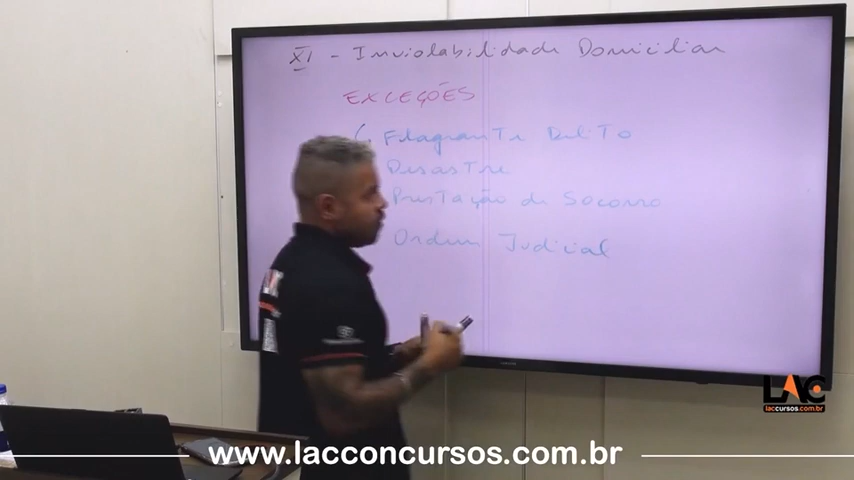 XI - Inviolabilidade Domiciliar
EXCEÇÕES
Flagrante Delito
Desastre
Prestação de Socorro
Ordem Judicial
LAC
laccursos.com.br
www.lacconcursos.com.br